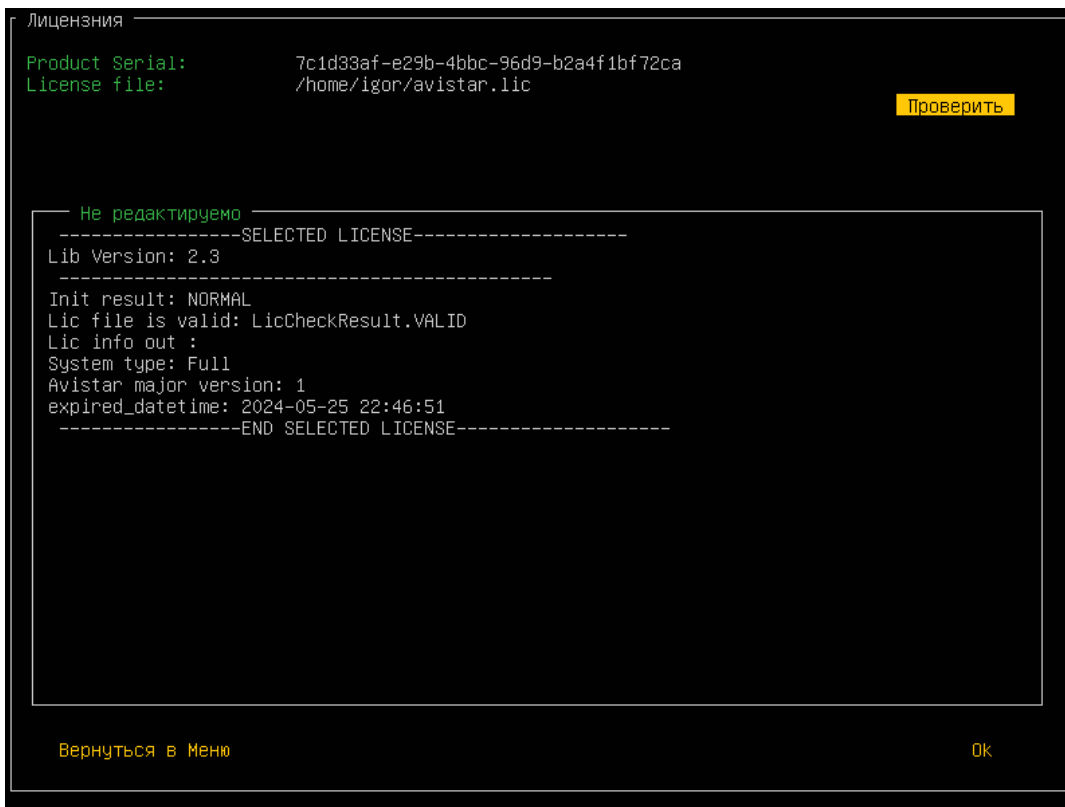 Лицензния
Product Serial: 7c1d33af-e29b-4bbc-96d9-b2a4f1bf72ca
License file: /home/igor/avistar.lic
Проверить
Не редактируемо
-----------------SELECTED LICENSE--------------------
Lib Version: 2.3
----------------------------------------------
Init result: NORMAL
Lic file is valid: LicCheckResult.VALID
Lic info out :
System type: Full
Avistar major version: 1
expired_datetime: 2024-05-25 22:46:51
-----------------END SELECTED LICENSE--------------------
Вернуться в Меню
Ok